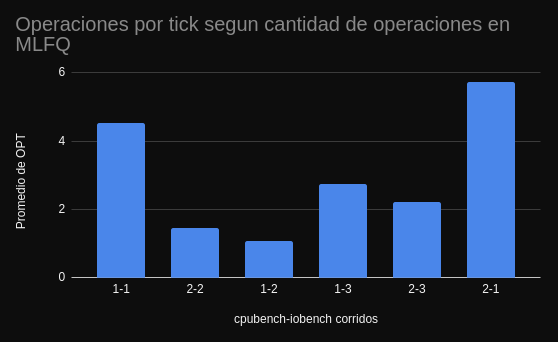 Operaciones por tick segun cantidad de operaciones en
MLFQ
Promedio de OPT
6
4
2
0
1-1 2-2 1-2 1-3 2-3 2-1
cpubench-iobench corridos